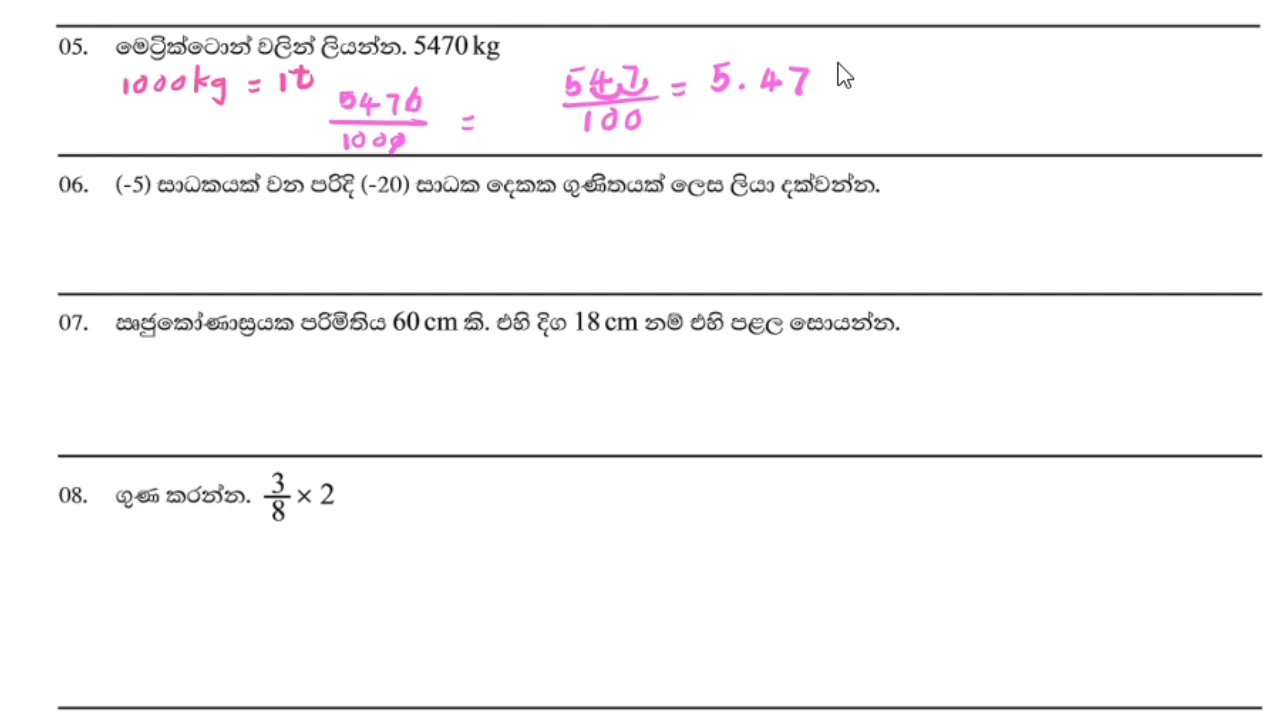 05. මෙට්‍රික්ටොන් වලින් ලියන්න. 5470 kg
1000kg = 1t
5470/1000 = 547/100 = 5.47
06. (-5) සාධකයක් වන පරිදි (-20) සාධක දෙකක ගුණිතයක් ලෙස ලියා දක්වන්න.
07. සෘජුකෝණාස්‍රයක පරිමිතිය 60 cm කි. එහි දිග 18 cm නම් එහි පළල සොයන්න.
08. ගුණ කරන්න. 3/8 × 2